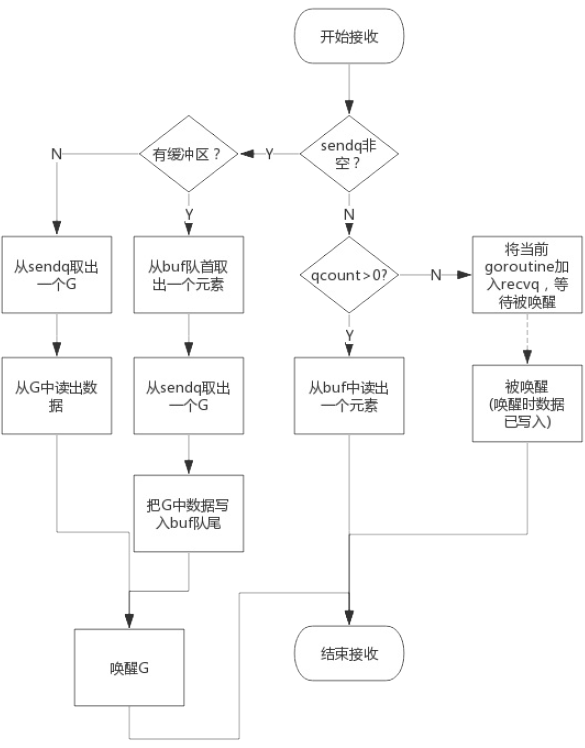 开始接收
sendq非
空？
Y
有缓冲区？
N
Y
N
从sendq取出
一个G
从buf队首取
出一个元素
qcount>0?
N
将当前
goroutine加
入recvq，等
待被唤醒
Y
从G中读出数
据
从sendq取出
一个G
从buf中读出
一个元素
被唤醒
(唤醒时数据
已写入)
把G中数据写
入buf队尾
唤醒G
结束接收